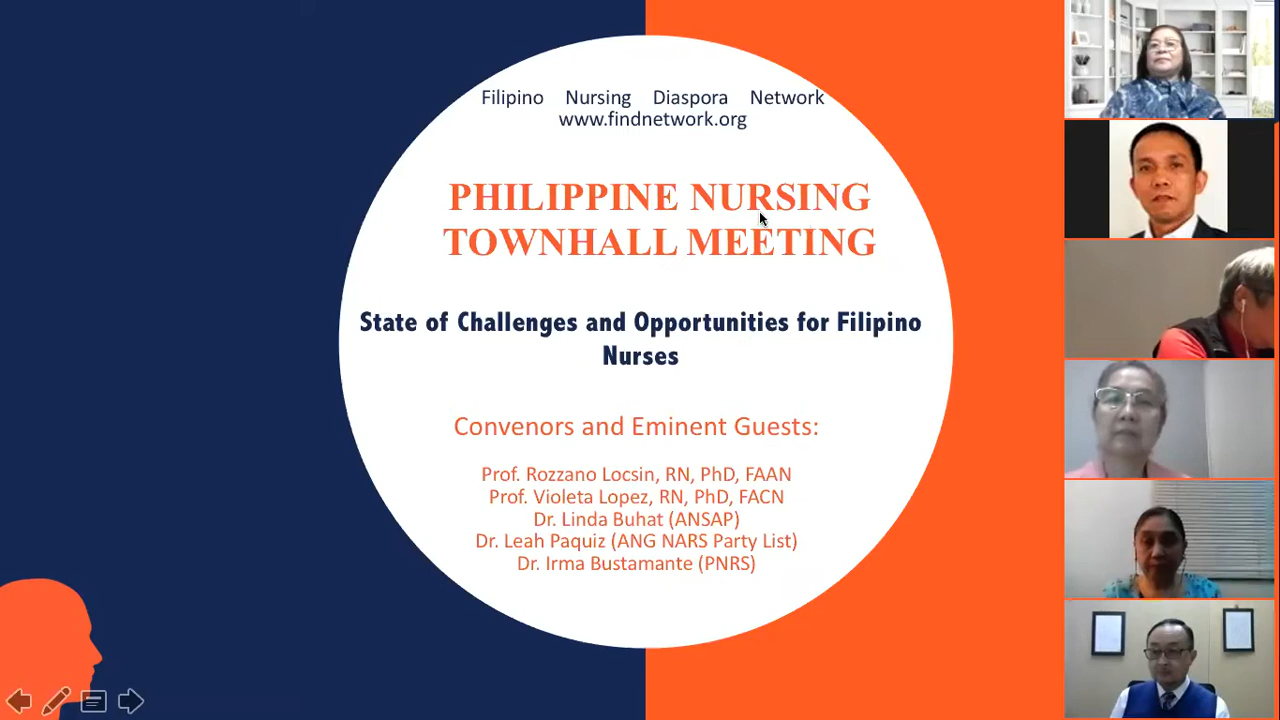 Filipino Nursing Diaspora Network
www.findnetwork.org
PHILIPPINE NURSING
TOWNHALL MEETING
State of Challenges and Opportunities for Filipino
Nurses
Convenors and Eminent Guests:
Prof. Rozzano Locsin, RN, PhD, FAAN
Prof. Violeta Lopez, RN, PhD, FACN
Dr. Linda Buhat (ANSAP)
Dr. Leah Paquiz (ANG NARS Party List)
Dr. Irma Bustamante (PNRS)